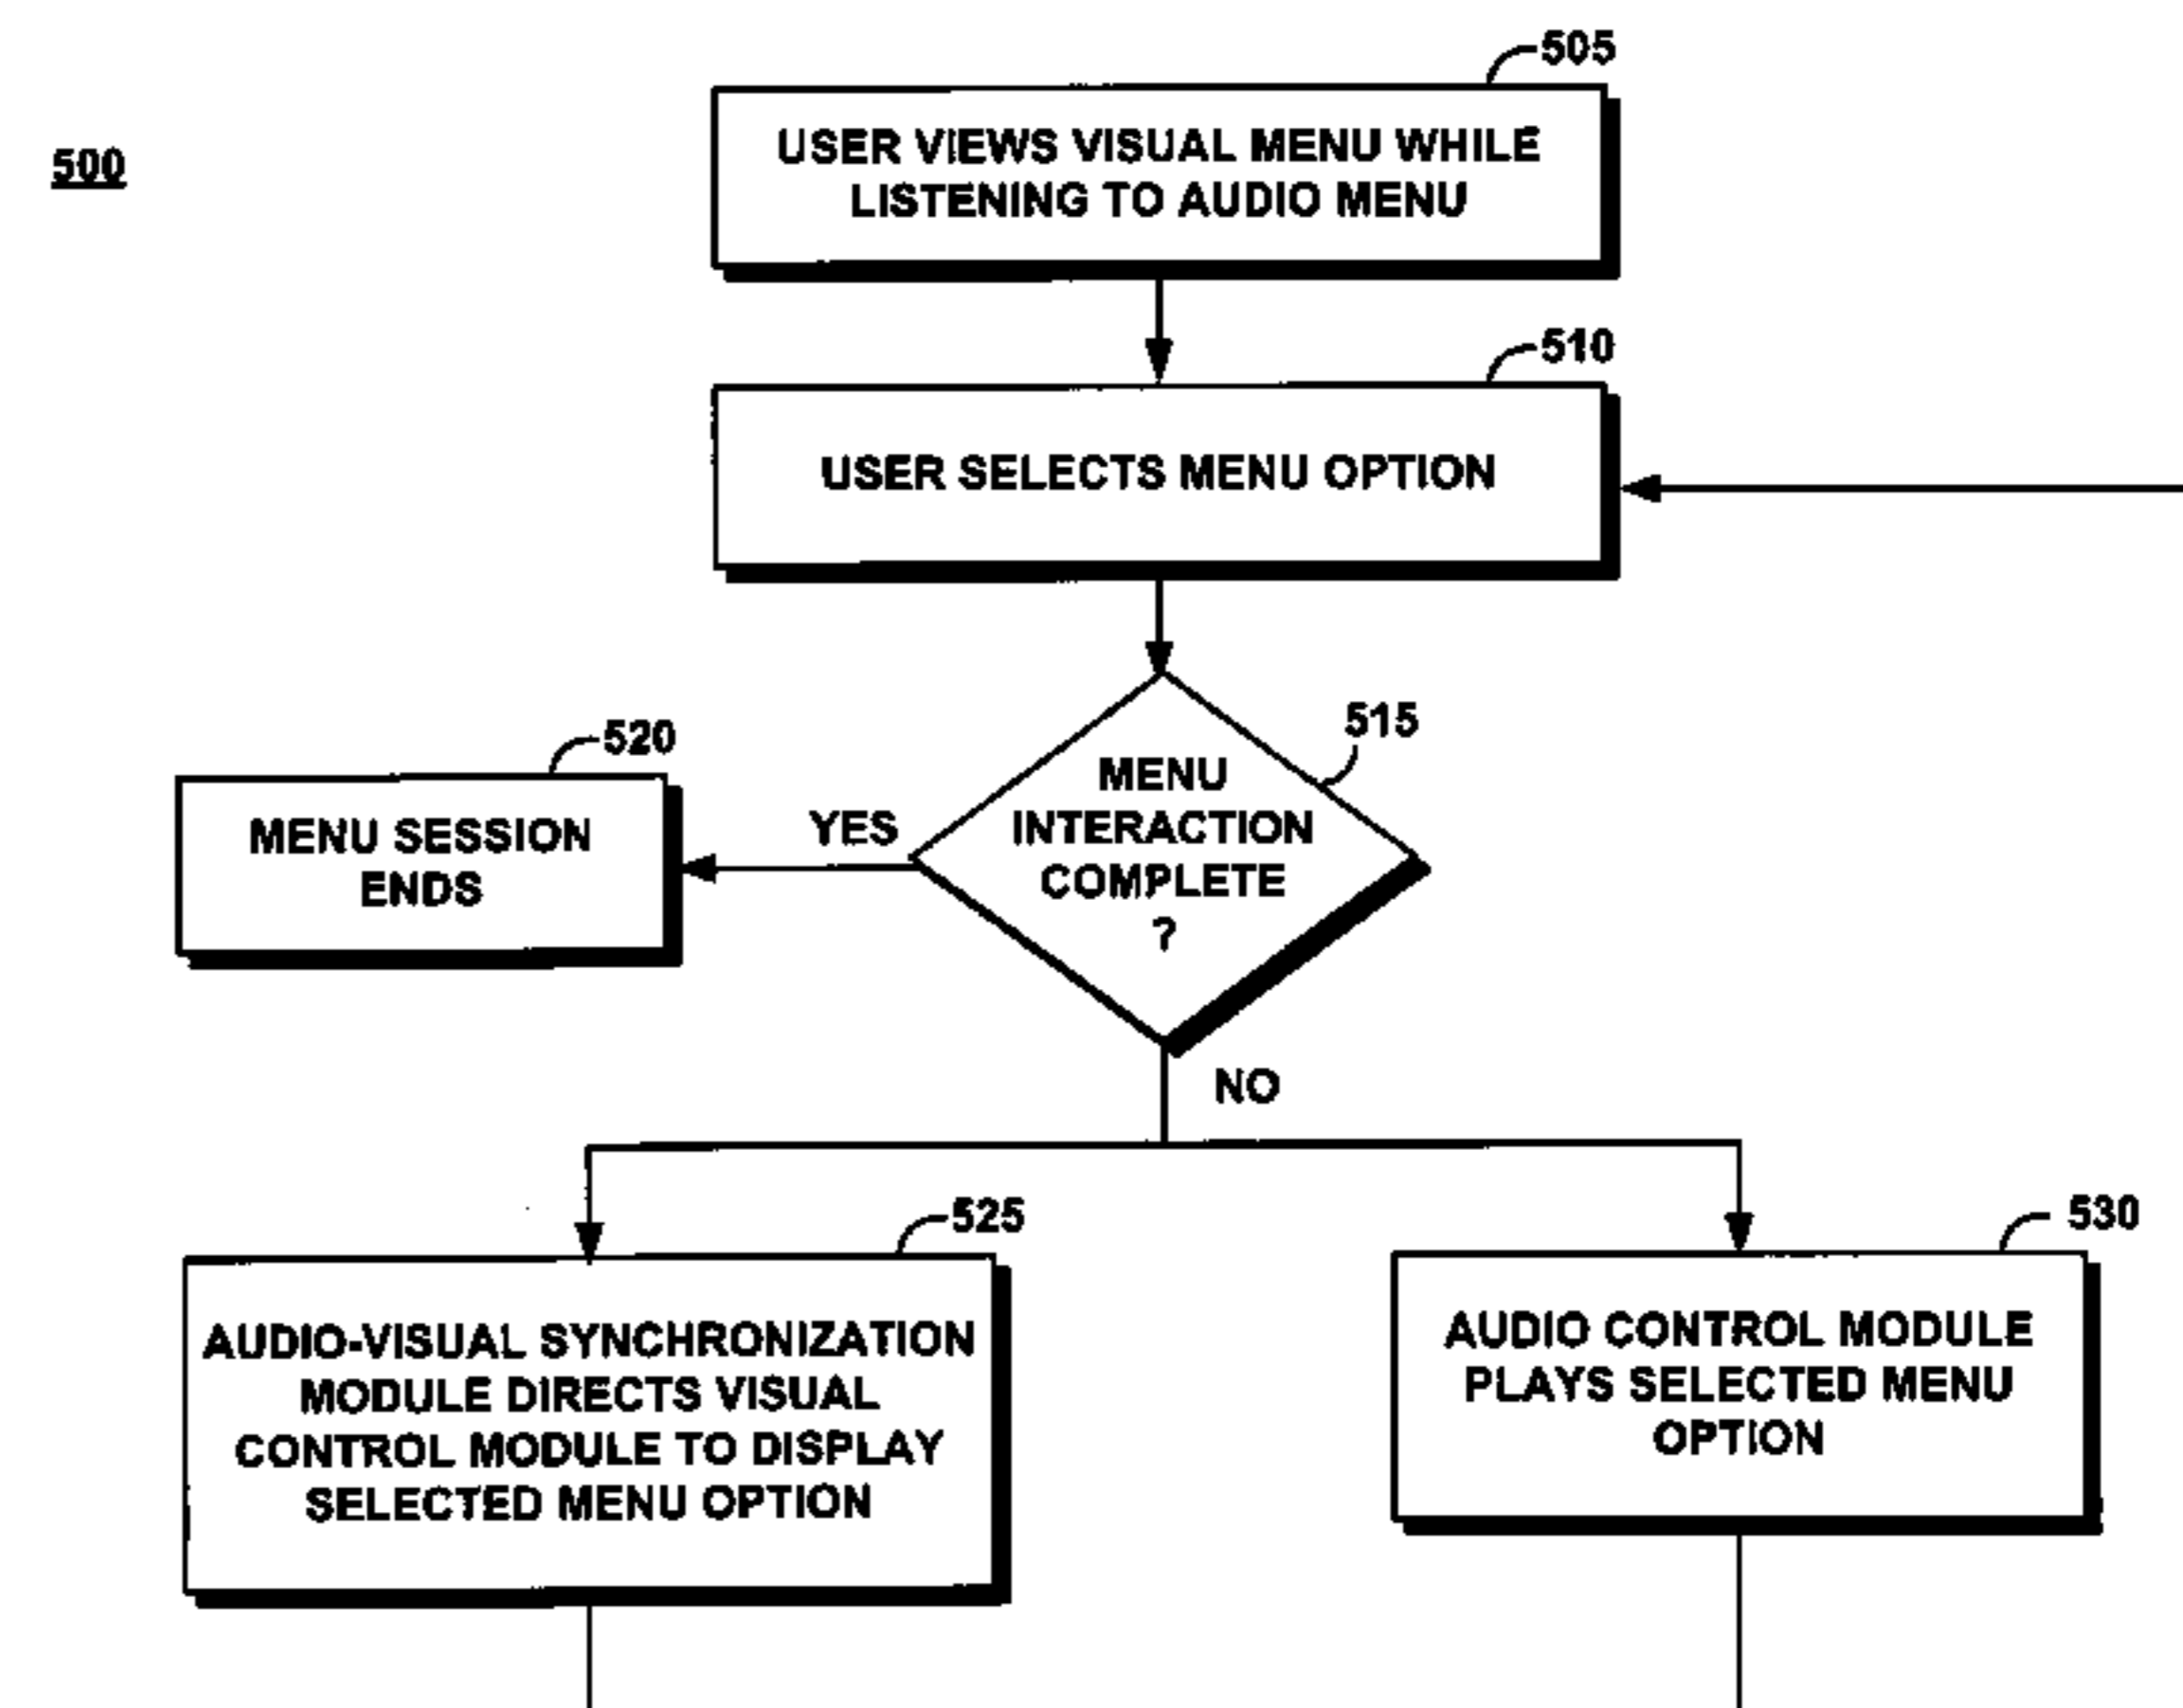 500
505
USER VIEWS VISUAL MENU WHILE
LISTENING TO AUDIO MENU
510
USER SELECTS MENU OPTION
515
MENU
INTERACTION
COMPLETE
?
YES
520
MENU SESSION
ENDS
NO
525
AUDIO-VISUAL SYNCHRONIZATION
MODULE DIRECTS VISUAL
CONTROL MODULE TO DISPLAY
SELECTED MENU OPTION
530
AUDIO CONTROL MODULE
PLAYS SELECTED MENU
OPTION